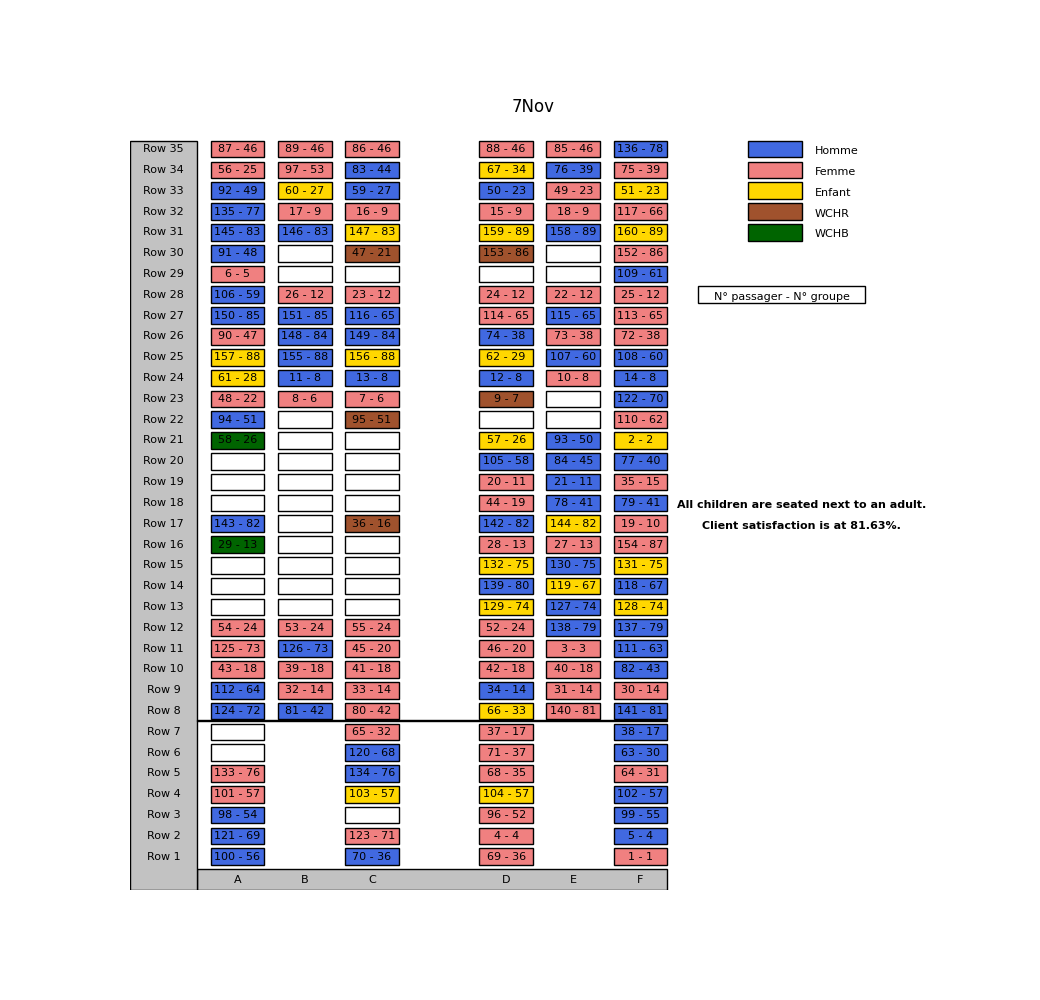 7Nov
Row 35 87 - 46 89 - 46 86 - 46 88 - 46 85 - 46 136 - 78 Homme
Row 34 56 - 25 97 - 53 83 - 44 67 - 34 76 - 39 75 - 39 Femme
Row 33 92 - 49 60 - 27 59 - 27 50 - 23 49 - 23 51 - 23 Enfant
Row 32 135 - 77 17 - 9 16 - 9 15 - 9 18 - 9 117 - 66 WCHR
Row 31 145 - 83 146 - 83 147 - 83 159 - 89 158 - 89 160 - 89 WCHB
Row 30 91 - 48 47 - 21 153 - 86 152 - 86
Row 29 6 - 5 109 - 61
Row 28 106 - 59 26 - 12 23 - 12 24 - 12 22 - 12 25 - 12 N° passager - N° groupe
Row 27 150 - 85 151 - 85 116 - 65 114 - 65 115 - 65 113 - 65
Row 26 90 - 47 148 - 84 149 - 84 74 - 38 73 - 38 72 - 38
Row 25 157 - 88 155 - 88 156 - 88 62 - 29 107 - 60 108 - 60
Row 24 61 - 28 11 - 8 13 - 8 12 - 8 10 - 8 14 - 8
Row 23 48 - 22 8 - 6 7 - 6 9 - 7 122 - 70
Row 22 94 - 51 95 - 51 110 - 62
Row 21 58 - 26 57 - 26 93 - 50 2 - 2
Row 20 105 - 58 84 - 45 77 - 40
Row 19 20 - 11 21 - 11 35 - 15
Row 18 44 - 19 78 - 41 79 - 41 All children are seated next to an adult.
Row 17 143 - 82 36 - 16 142 - 82 144 - 82 19 - 10 Client satisfaction is at 81.63%.
Row 16 29 - 13 28 - 13 27 - 13 154 - 87
Row 15 132 - 75 130 - 75 131 - 75
Row 14 139 - 80 119 - 67 118 - 67
Row 13 129 - 74 127 - 74 128 - 74
Row 12 54 - 24 53 - 24 55 - 24 52 - 24 138 - 79 137 - 79
Row 11 125 - 73 126 - 73 45 - 20 46 - 20 3 - 3 111 - 63
Row 10 43 - 18 39 - 18 41 - 18 42 - 18 40 - 18 82 - 43
Row 9 112 - 64 32 - 14 33 - 14 34 - 14 31 - 14 30 - 14
Row 8 124 - 72 81 - 42 80 - 42 66 - 33 140 - 81 141 - 81
Row 7 65 - 32 37 - 17 38 - 17
Row 6 120 - 68 71 - 37 63 - 30
Row 5 133 - 76 134 - 76 68 - 35 64 - 31
Row 4 101 - 57 103 - 57 104 - 57 102 - 57
Row 3 98 - 54 96 - 52 99 - 55
Row 2 121 - 69 123 - 71 4 - 4 5 - 4
Row 1 100 - 56 70 - 36 69 - 36 1 - 1
A B C D E F